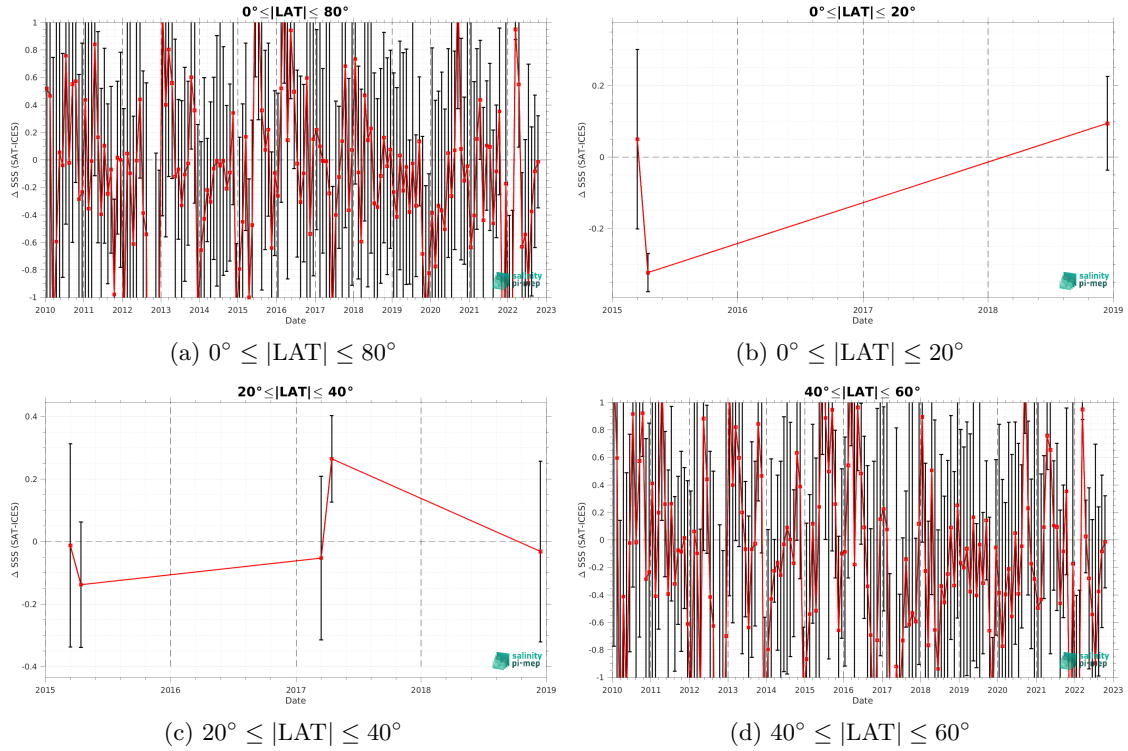 0°≤|LAT|≤ 80°
Δ SSS (SAT-ICES)
1
0.8
0.6
0.4
0.2
0
-0.2
-0.4
-0.6
-0.8
-1
2010 2011 2012 2013 2014 2015 2016 2017 2018 2019 2020 2021 2022 2023
Date
salinity
pi-mep
(a) 0° ≤ |LAT| ≤ 80°
0°≤|LAT|≤ 20°
Δ SSS (SAT-ICES)
0.2
0
-0.2
2015 2016 2017 2018 2019
Date
salinity
pi-mep
(b) 0° ≤ |LAT| ≤ 20°
20°≤|LAT|≤ 40°
Δ SSS (SAT-ICES)
0.4
0.2
0
-0.2
-0.4
2015 2016 2017 2018 2019
Date
salinity
pi-mep
(c) 20° ≤ |LAT| ≤ 40°
40°≤|LAT|≤ 60°
Δ SSS (SAT-ICES)
1
0.8
0.6
0.4
0.2
0
-0.2
-0.4
-0.6
-0.8
-1
2010 2011 2012 2013 2014 2015 2016 2017 2018 2019 2020 2021 2022 2023
Date
salinity
pi-mep
(d) 40° ≤ |LAT| ≤ 60°